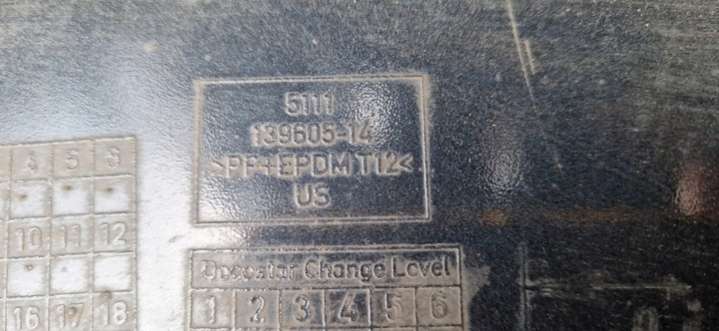 5111
139605-14
>PP+EPDM T12<
US
4 5 6
10 11 12
Docostar Change Level
1 2 3 4 5 6
16 17 18